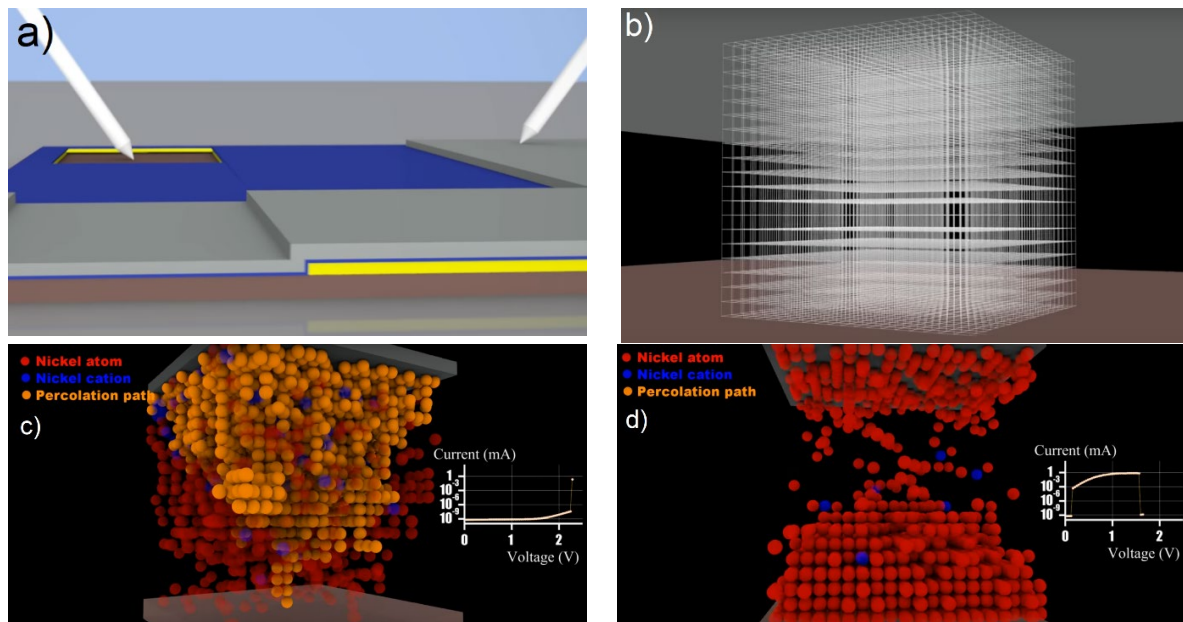 a)
b)
Nickel atom
Nickel cation
Percolation path
c)
Current (mA)
1
10-3
10-6
10-9
0
1
2
Voltage (V)
Nickel atom
Nickel cation
Percolation path
d)
Current (mA)
1
10-3
10-6
10-9
0
1
2
Voltage (V)